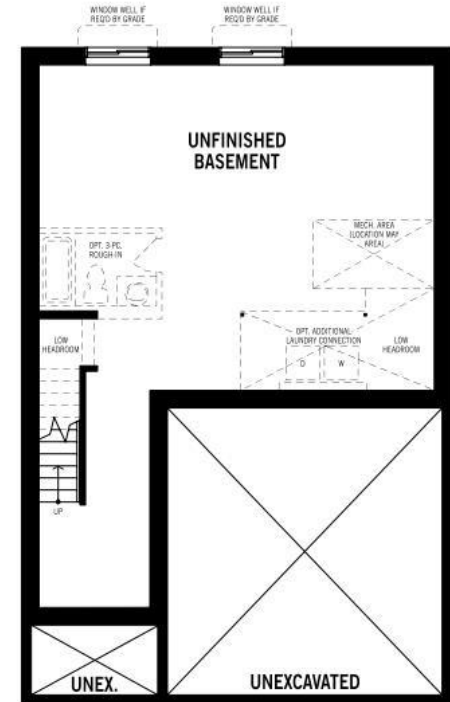 WINDOW WELL IF
REQ'D BY GRADE
WINDOW WELL IF
REQ'D BY GRADE
UNFINISHED
BASEMENT
MECH. AREA
(LOCATION MAY
AREA)
OPT. 3-PC.
ROUGH-IN
LOW
HEADROOM
OPT. ADDITIONAL
LAUNDRY CONNECTION
LOW
HEADROOM
D
W
UP
UNEX.
UNEXCAVATED